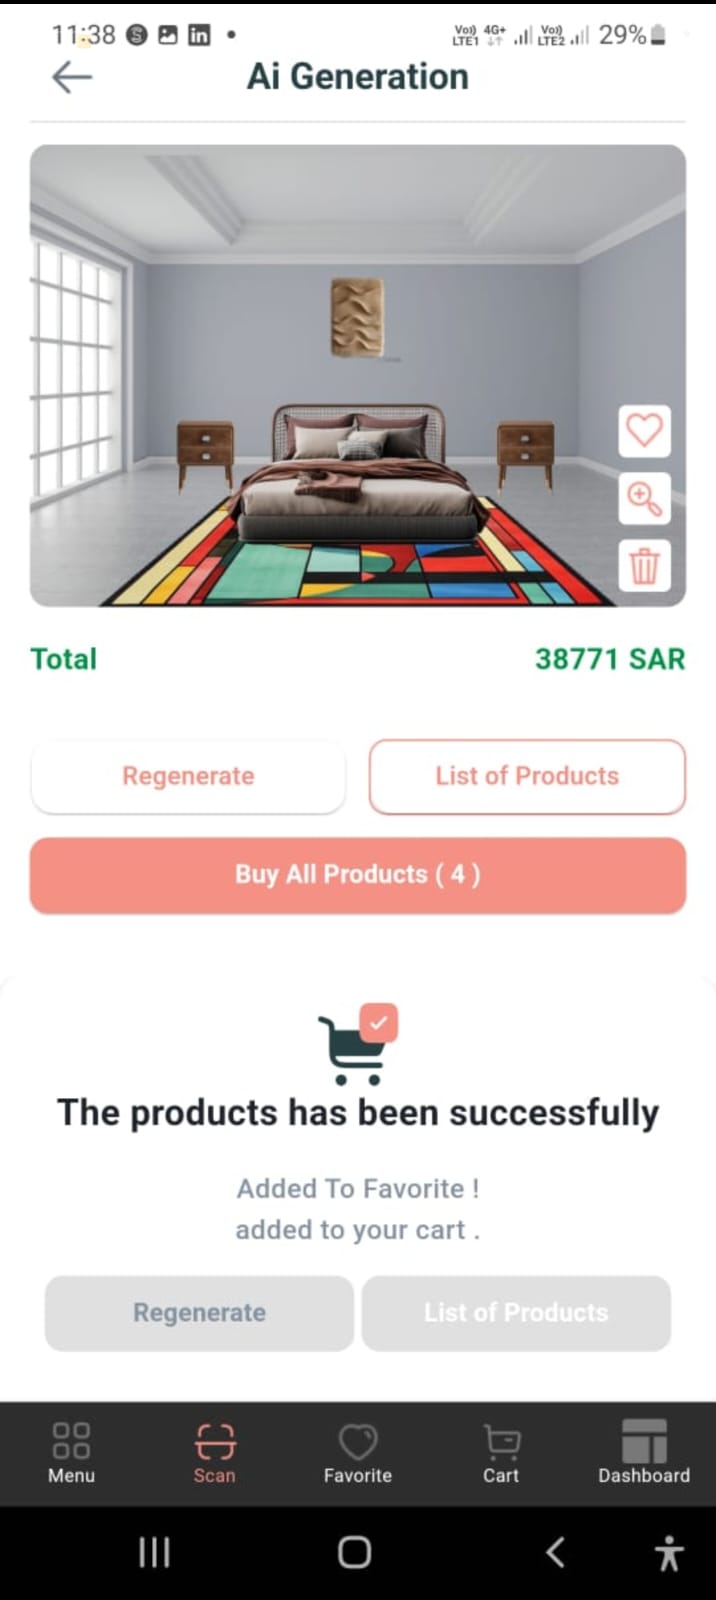 11:38
Vo)) 4G+ Vo)) 29%
LTE1 LTE2
Ai Generation
Total 38771 SAR
Regenerate List of Products
Buy All Products ( 4 )
The products has been successfully
Added To Favorite !
added to your cart .
Regenerate List of Products
Menu Scan Favorite Cart Dashboard